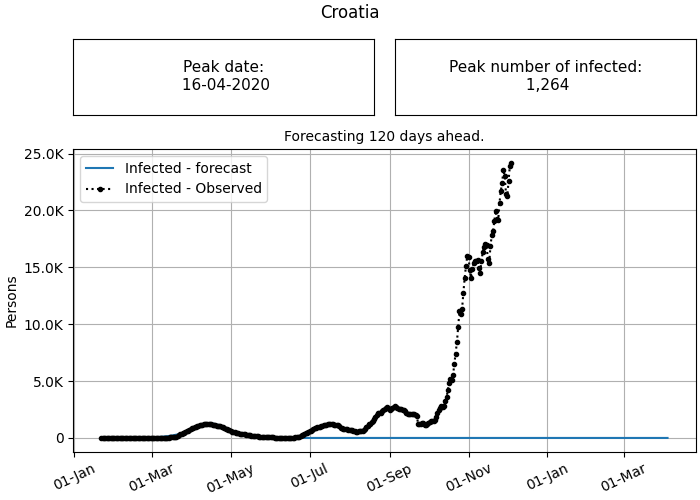 Croatia
Peak date:
16-04-2020
Peak number of infected:
1,264
Forecasting 120 days ahead.
25.0K
20.0K
15.0K
10.0K
5.0K
0
Persons
Infected - forecast
Infected - Observed
01-Jan
01-Mar
01-May
01-Jul
01-Sep
01-Nov
01-Jan
01-Mar